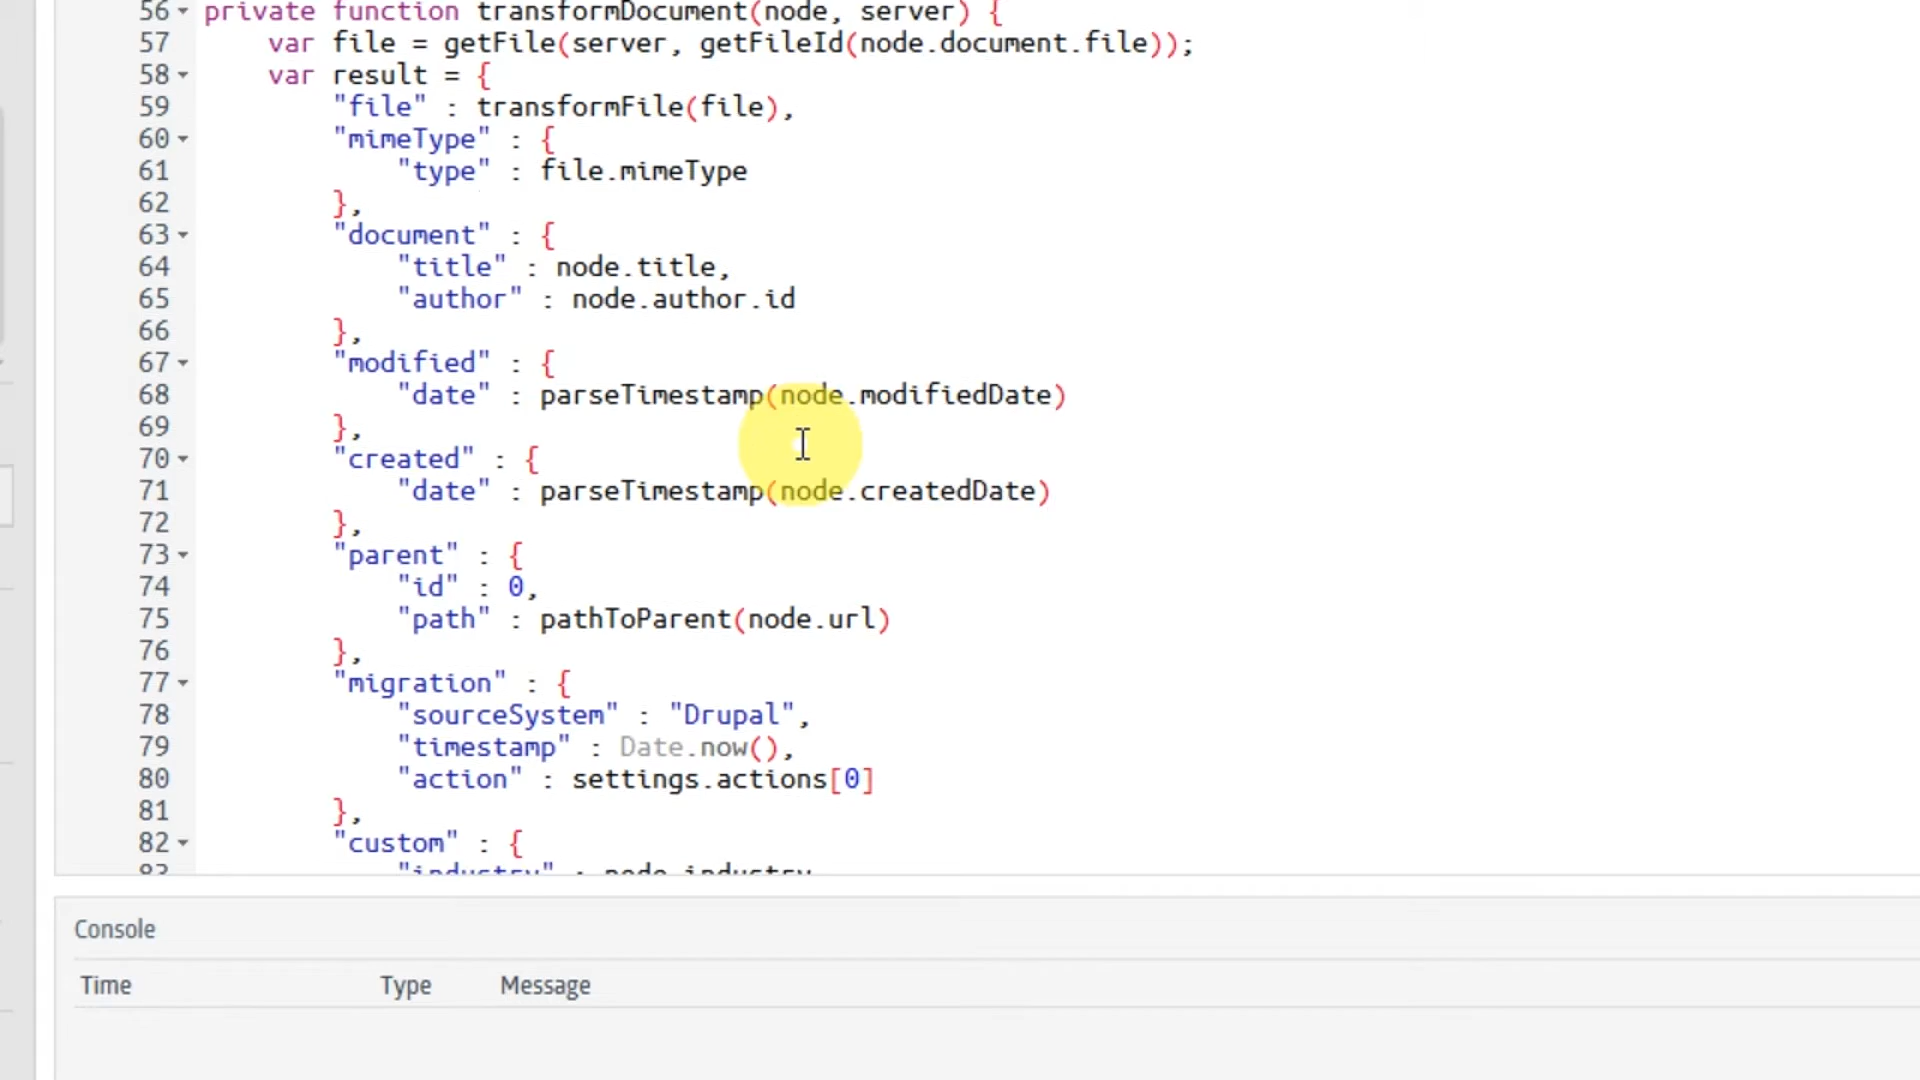 56 private function transformDocument(node, server) {
57 var file = getFile(server, getFileId(node.document.file));
58 var result = {
59 "file" : transformFile(file),
60 "mimeType" : {
61 "type" : file.mimeType
62 },
63 "document" : {
64 "title" : node.title,
65 "author" : node.author.id
66 },
67 "modified" : {
68 "date" : parseTimestamp(node.modifiedDate)
69 },
70 "created" : {
71 "date" : parseTimestamp(node.createdDate)
72 },
73 "parent" : {
74 "id" : 0,
75 "path" : pathToParent(node.url)
76 },
77 "migration" : {
78 "sourceSystem" : "Drupal",
79 "timestamp" : Date.now(),
80 "action" : settings.actions[0]
81 },
82 "custom" : {
83 "industry" : node.industry
Console
Time Type Message